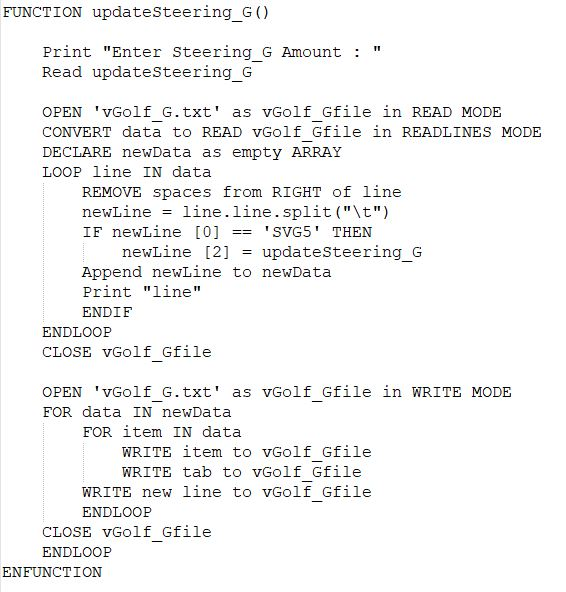 FUNCTION updateSteering_G()
Print "Enter Steering_G Amount : "
Read updateSteering_G
OPEN 'vGolf_G.txt' as vGolf_Gfile in READ MODE
CONVERT data to READ vGolf_Gfile in READLINES MODE
DECLARE newData as empty ARRAY
LOOP line IN data
REMOVE spaces from RIGHT of line
newLine = line.line.split("\t")
IF newLine [0] == 'SVG5' THEN
newLine [2] = updateSteering_G
Append newLine to newData
Print "line"
ENDIF
ENDLOOP
CLOSE vGolf_Gfile
OPEN 'vGolf_G.txt' as vGolf_Gfile in WRITE MODE
FOR data IN newData
FOR item IN data
WRITE item to vGolf_Gfile
WRITE tab to vGolf_Gfile
WRITE new line to vGolf_Gfile
ENDLOOP
CLOSE vGolf_Gfile
ENDLOOP
ENFUNCTION